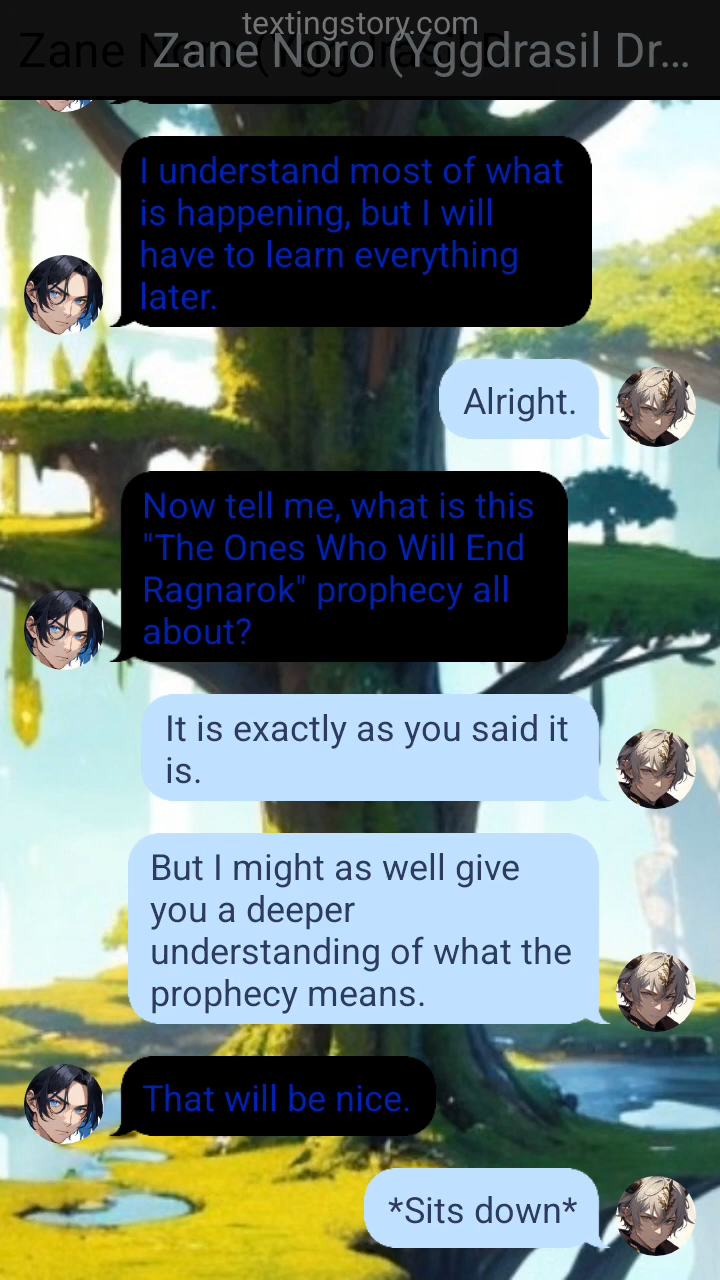 textingstory.com
Zane Noro (Yggdrasil Dr...
I understand most of what
is happening, but I will
have to learn everything
later.
Alright.
Now tell me, what is this
"The Ones Who Will End
Ragnarok" prophecy all
about?
It is exactly as you said it
is.
But I might as well give
you a deeper
understanding of what the
prophecy means.
That will be nice.
*Sits down*